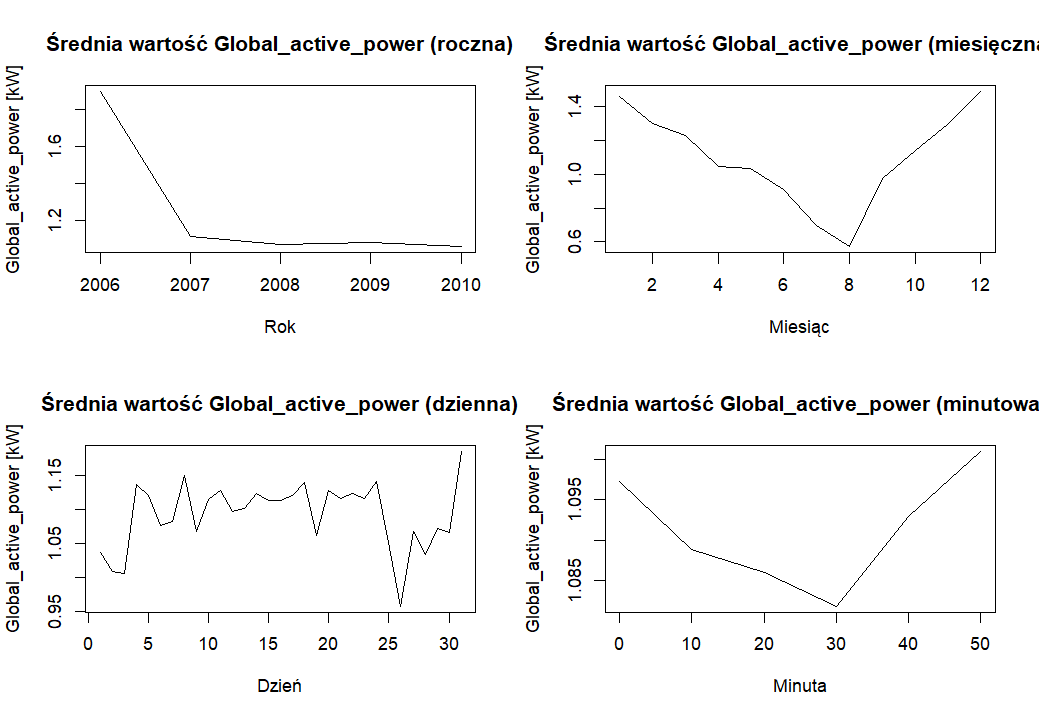 Średnia wartość Global_active_power (roczna)
Global_active_power [kW]
1.2
1.6
2006 2007 2008 2009 2010
Rok
Średnia wartość Global_active_power (miesięczna
Global_active_power [kW]
0.6
1.0
1.4
2 4 6 8 10 12
Miesiąc
Średnia wartość Global_active_power (dzienna)
Global_active_power [kW]
0.95
1.05
1.15
0 5 10 15 20 25 30
Dzień
Średnia wartość Global_active_power (minutowa
Global_active_power [kW]
1.085
1.095
0 10 20 30 40 50
Minuta